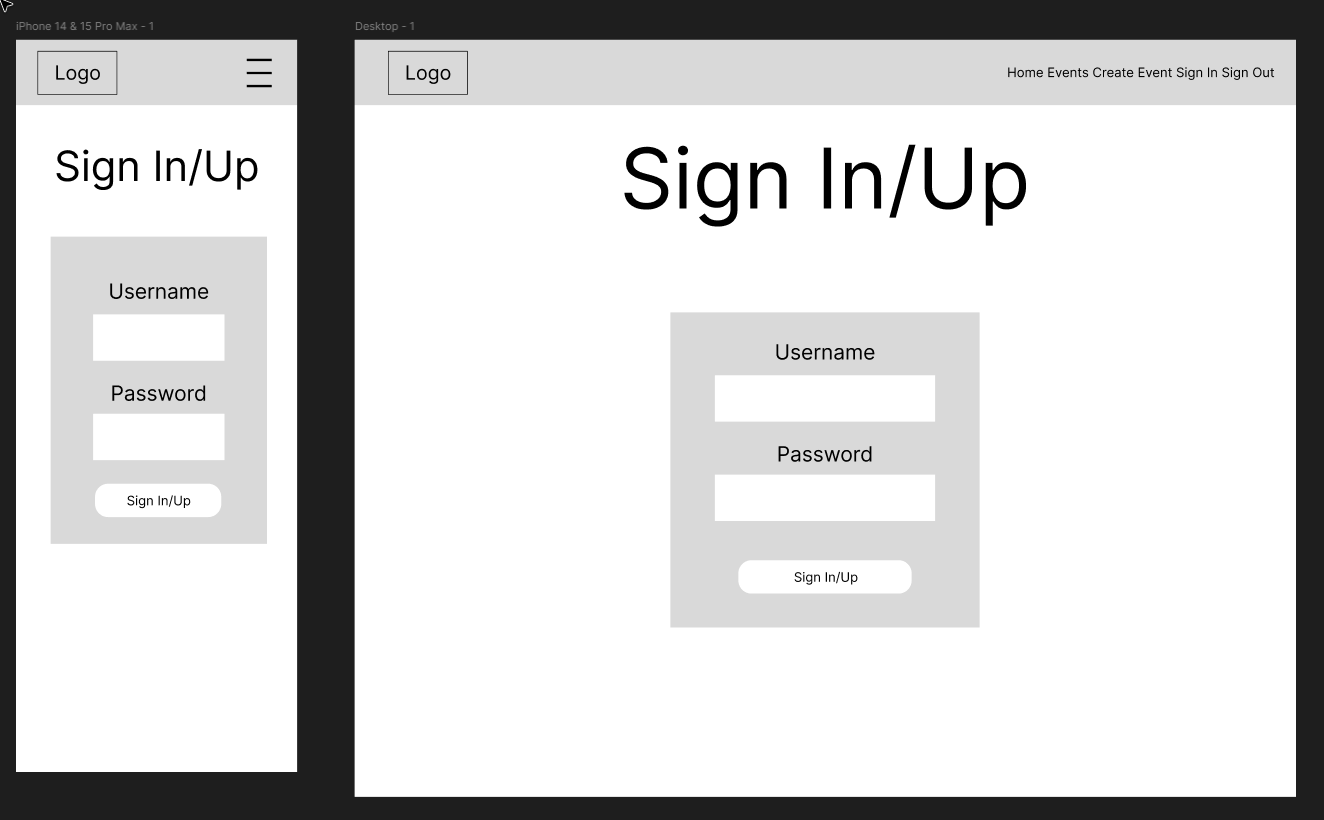 iPhone 14 & 15 Pro Max - 1
Logo
Sign In/Up
Username
Password
Sign In/Up
Desktop - 1
Logo
Home Events Create Event Sign In Sign Out
Sign In/Up
Username
Password
Sign In/Up